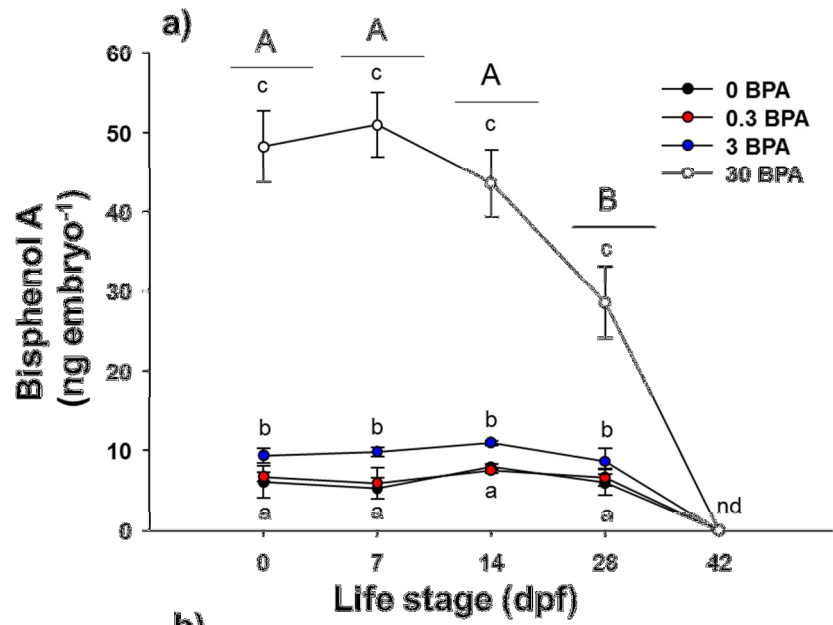 a)
A
A
A
B
c
c
c
c
0 BPA
0.3 BPA
3 BPA
30 BPA
Bisphenol A
(ng embryo⁻¹)
60
50
40
30
20
10
0
b
b
b
b
a
a
a
a
nd
0 7 14 28 42
Life stage (dpf)
b)